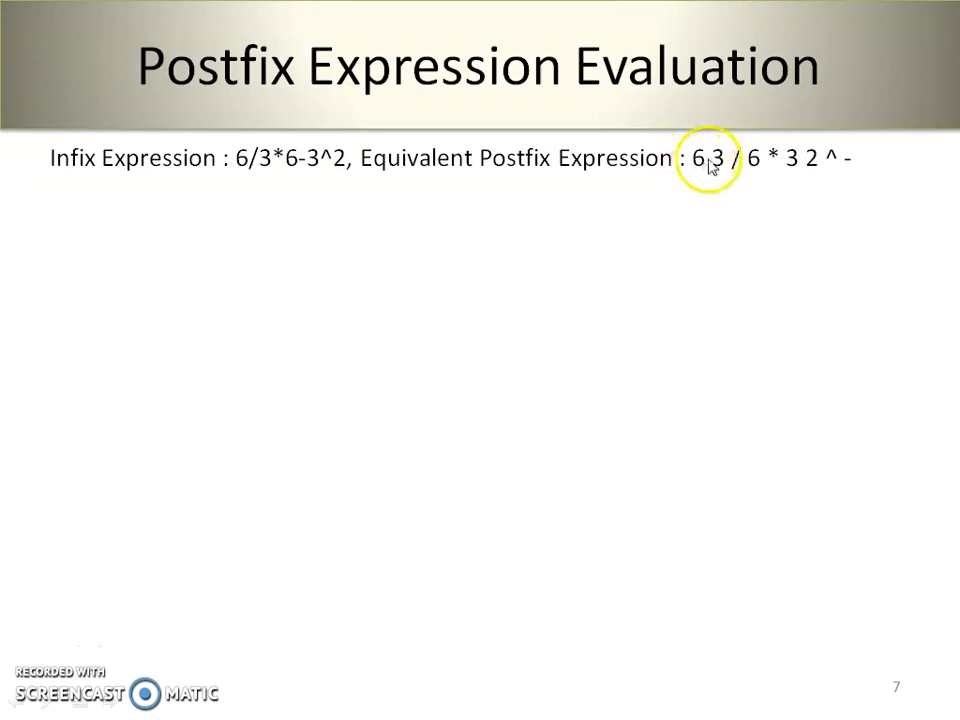 Postfix Expression Evaluation
Infix Expression : 6/3*6-3^2, Equivalent Postfix Expression : 6 3 / 6 * 3 2 ^ -
RECORDED WITH
SCREENCAST MATIC
7